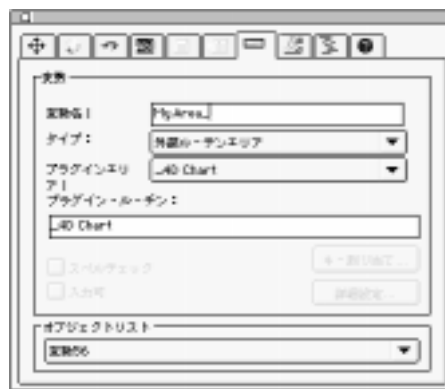 変数
変数名：
MyArea_
タイプ：
外部ルーチンエリア
プラグインエリ
ア：
_4D Chart
プラグイン・ルーチン：
_4D Chart
スペルチェック
入力可
キー割り当て...
詳細設定...
オブジェクトリスト
変数56